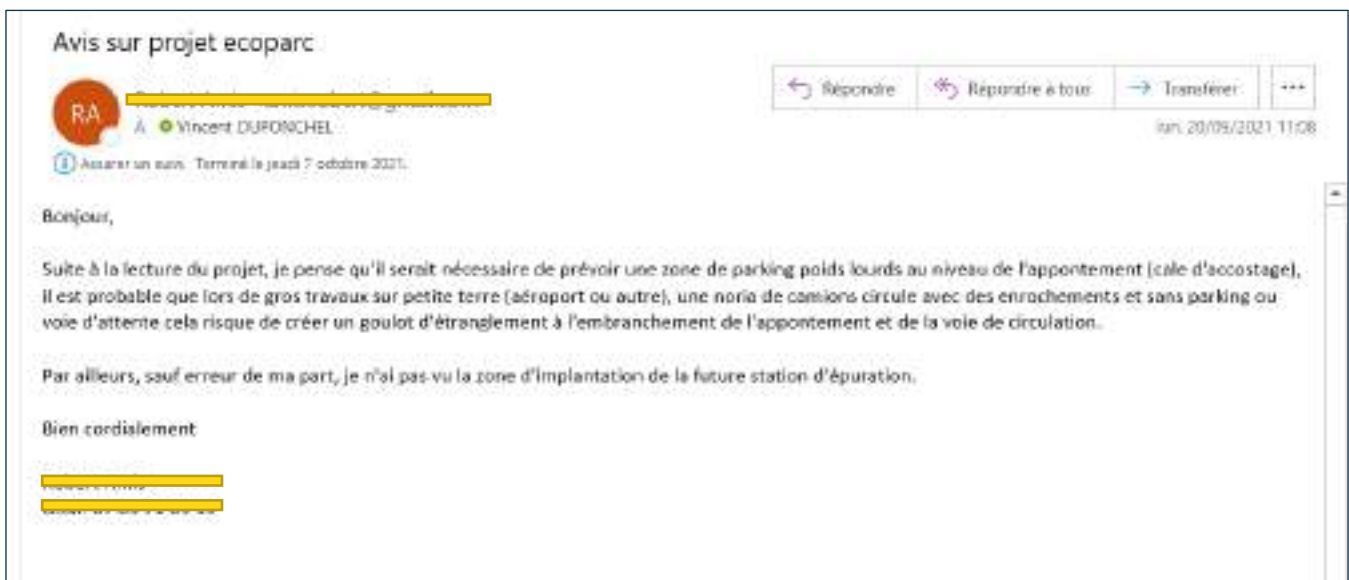 Avis sur projet ecoparc
Répondre Répondre à tous Transférer ...
RA
À Vincent DUPONCHEL
lun. 20/09/2021 11:08
Assurer un suivi. Terminé le jeudi 7 octobre 2021.
Bonjour,
Suite à la lecture du projet, je pense qu'il serait nécessaire de prévoir une zone de parking poids lourds au niveau de l'appontement (cale d'accostage),
il est probable que lors de gros travaux sur petite terre (aéroport ou autre), une noria de camions circule avec des enrochements et sans parking ou
voie d'attente cela risque de créer un goulot d'étranglement à l'embranchement de l'appontement et de la voie de circulation.
Par ailleurs, sauf erreur de ma part, je n'ai pas vu la zone d'implantation de la future station d'épuration.
Bien cordialement